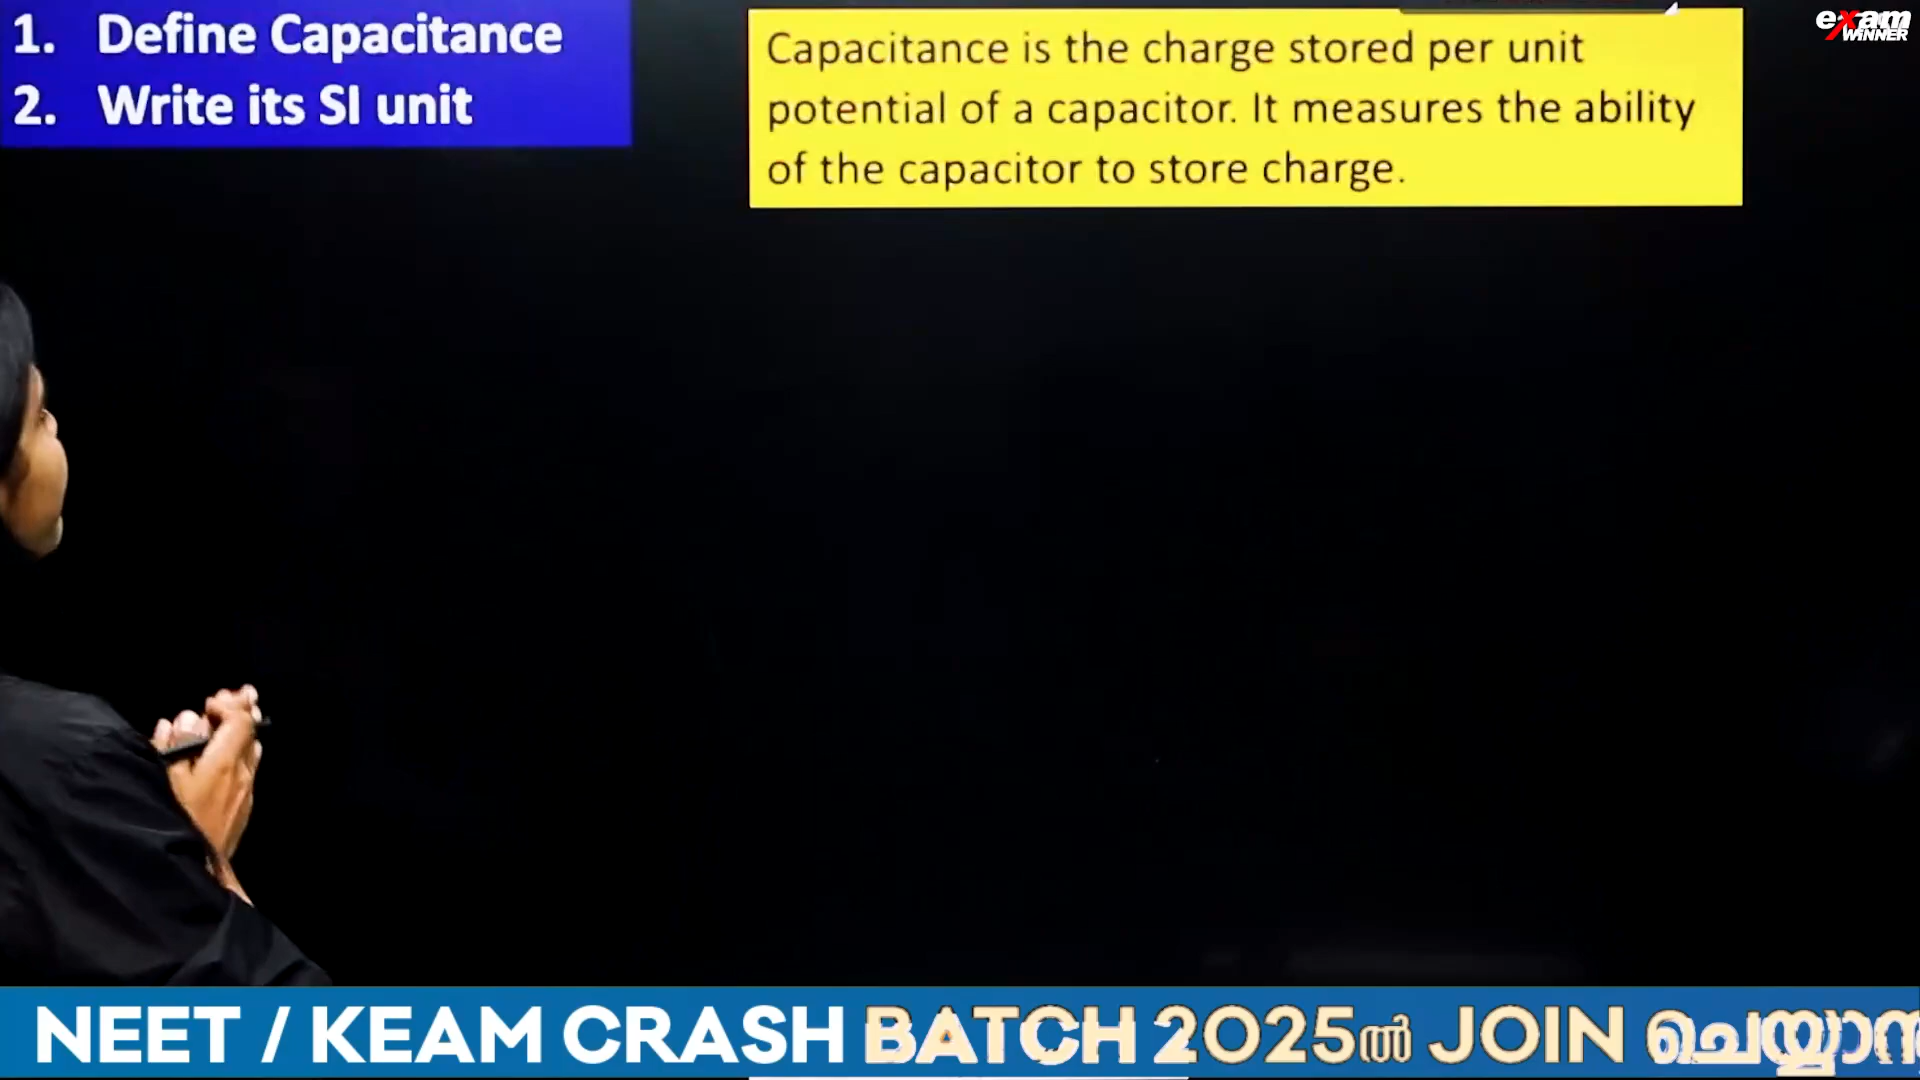 1. Define Capacitance
2. Write its SI unit
Capacitance is the charge stored per unit
potential of a capacitor. It measures the ability
of the capacitor to store charge.
exam
WINNER
NEET / KEAM CRASH BATCH 2025ൽ JOIN ചെയ്യാൻ